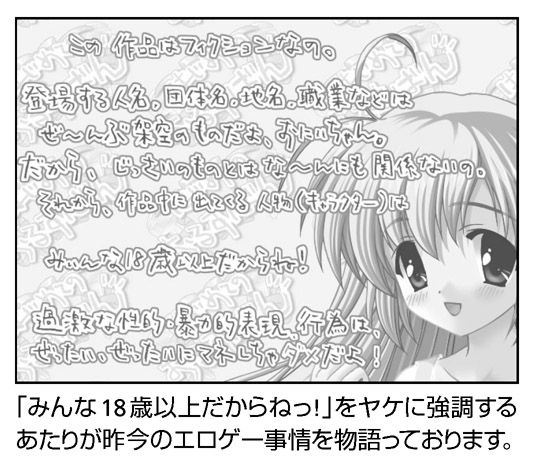 この作品はフィクションなの。
登場する人名。団体名。地名。職業などは
ぜ〜んぶ架空のものだよ、おにいちゃん。
だから、じっさいのものとはな〜んにも関係ないの。
それから、作品中に出てくる人物(キャラクター)は
みぃんな18歳以上だからね!
過激な性的・暴力的表現、行為は、
ぜったい、ぜったいにマネしちゃダメだよ!
「みんな18歳以上だからねっ!」をヤケに強調する
あたりが昨今のエロゲー事情を物語っております。